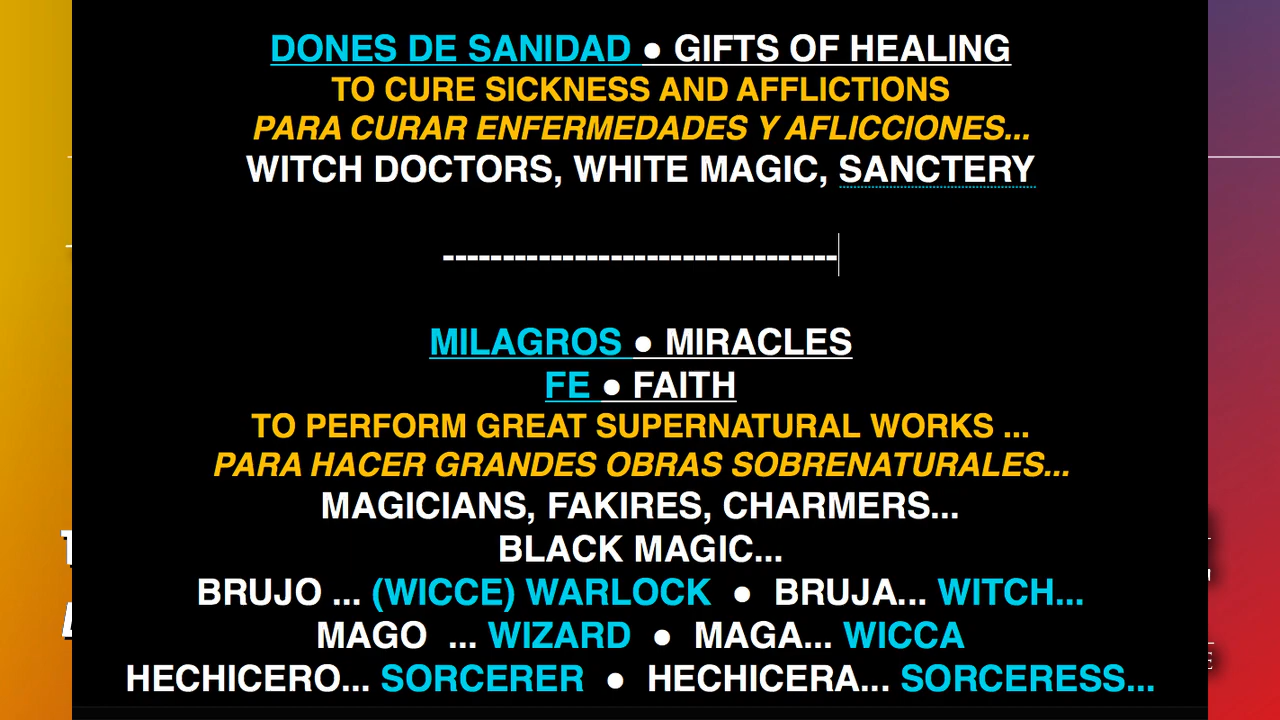 DONES DE SANIDAD ● GIFTS OF HEALING
TO CURE SICKNESS AND AFFLICTIONS
PARA CURAR ENFERMEDADES Y AFLICCIONES...
WITCH DOCTORS, WHITE MAGIC, SANCTERY
---------------------------------
MILAGROS ● MIRACLES
FE ● FAITH
TO PERFORM GREAT SUPERNATURAL WORKS ...
PARA HACER GRANDES OBRAS SOBRENATURALES...
MAGICIANS, FAKIRES, CHARMERS...
BLACK MAGIC...
BRUJO ... (WICCE) WARLOCK ● BRUJA... WITCH...
MAGO ... WIZARD ● MAGA... WICCA
HECHICERO... SORCERER ● HECHICERA... SORCERESS...